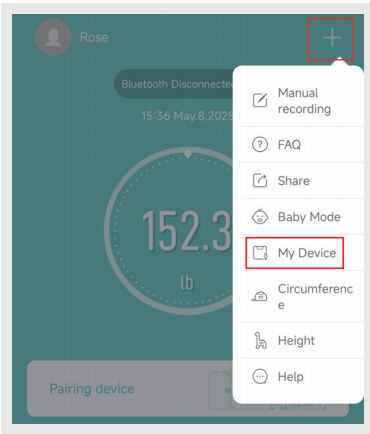 Rose
Bluetooth Disconnected
15:36 May.8,2025
152.3
lb
Manual
recording
FAQ
Share
Baby Mode
My Device
Circumferenc
e
Height
Help
Pairing device